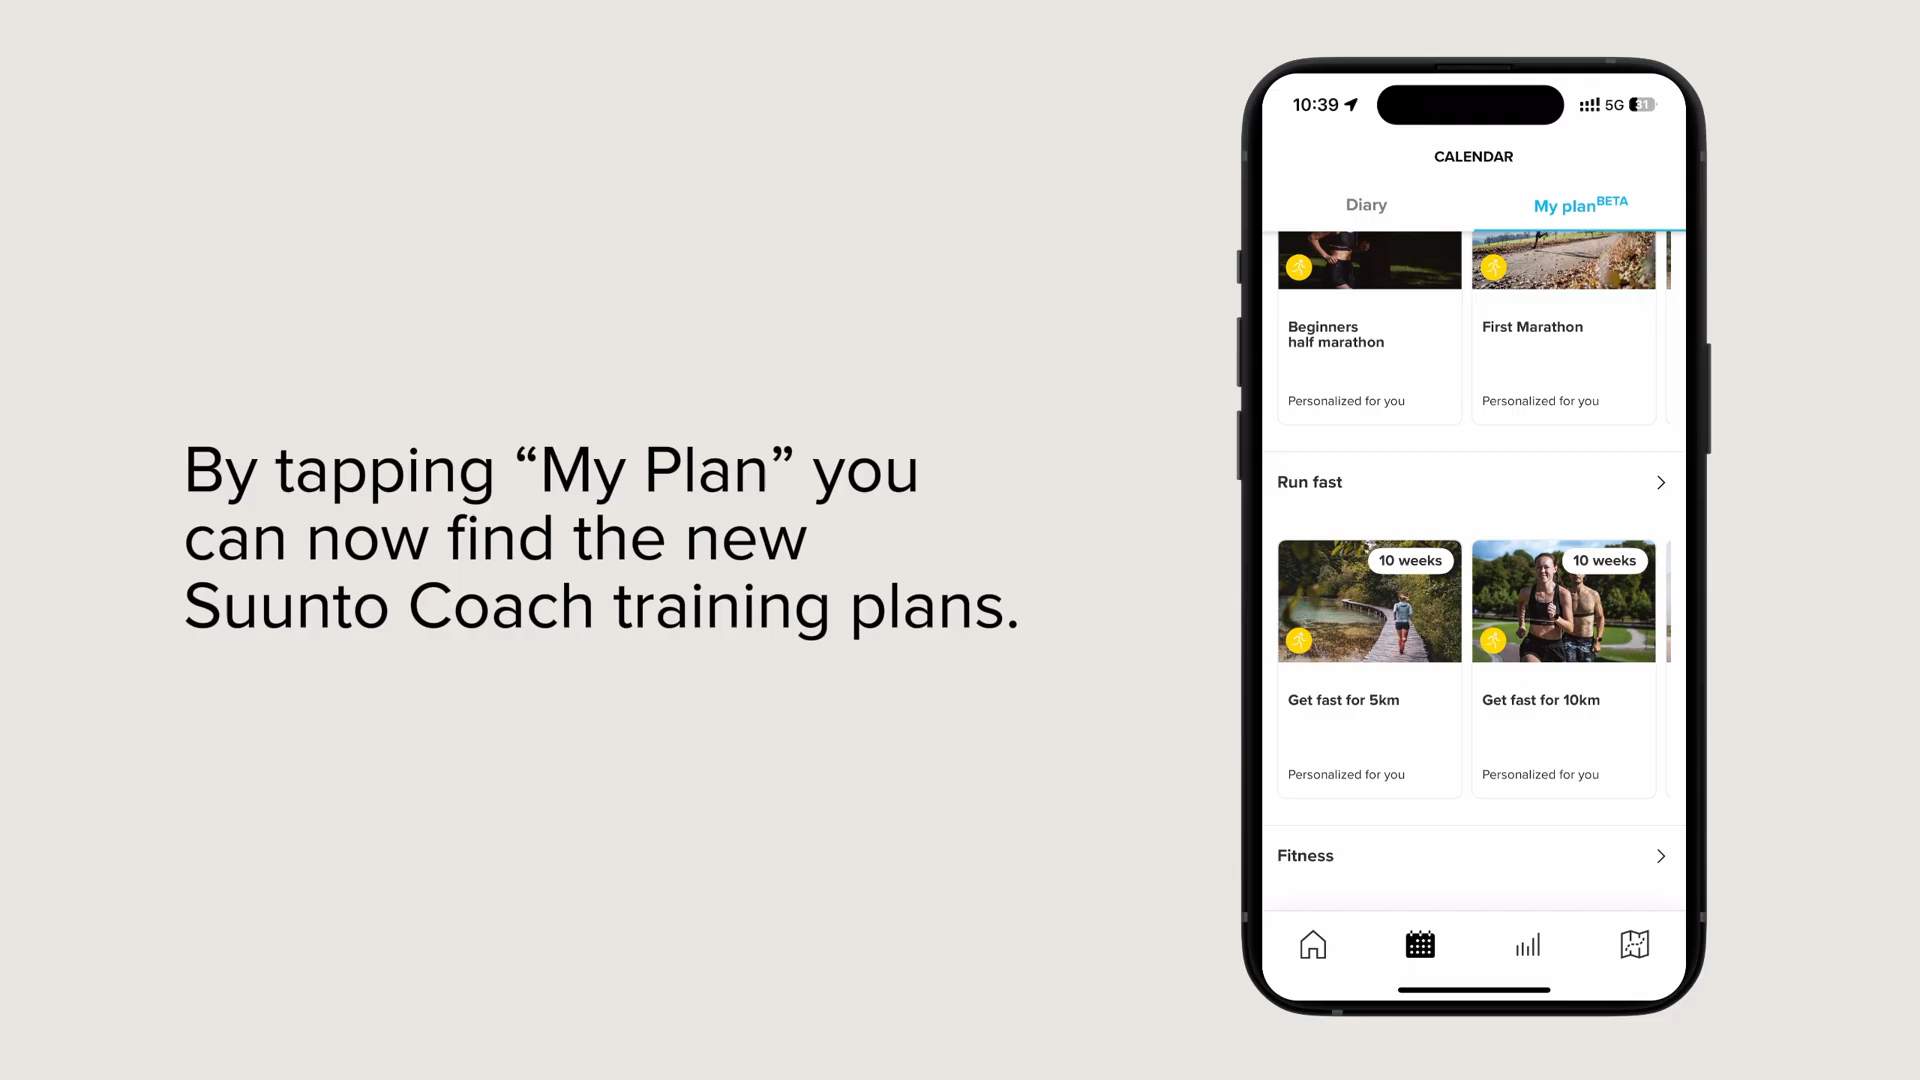 By tapping “My Plan” you
can now find the new
Suunto Coach training plans.
10:39
5G
31
CALENDAR
Diary
My planBETA
Beginners
half marathon
Personalized for you
First Marathon
Personalized for you
Run fast
10 weeks
Get fast for 5km
Personalized for you
10 weeks
Get fast for 10km
Personalized for you
Fitness